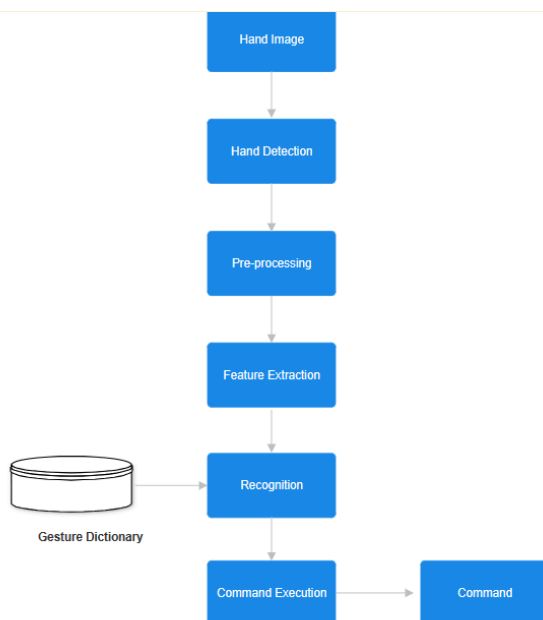 Hand Image
Hand Detection
Pre-processing
Feature Extraction
Recognition
Gesture Dictionary
Command Execution
Command